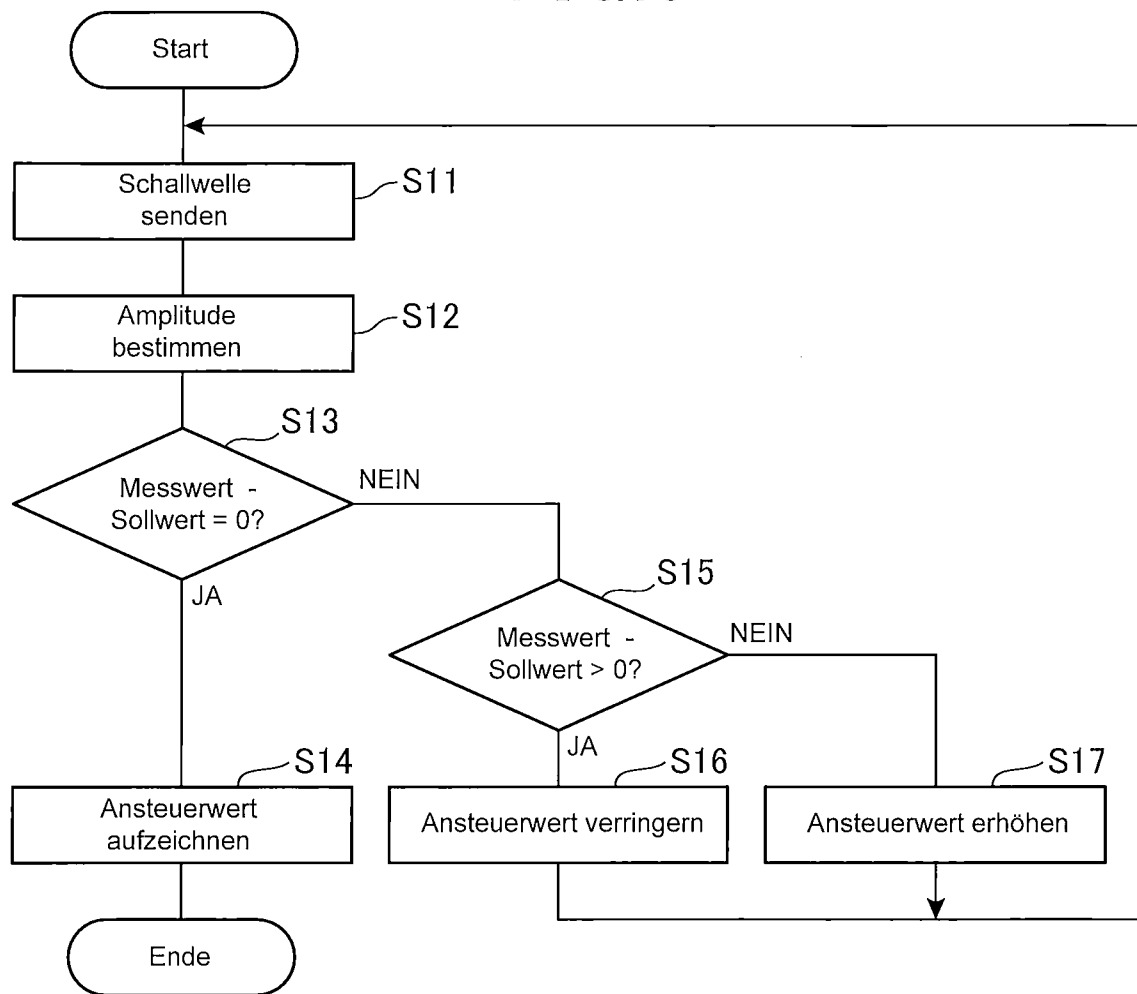 Start
Schallwelle
senden
S11
Amplitude
bestimmen
S12
S13
Messwert -
Sollwert = 0?
NEIN
JA
S15
Messwert -
Sollwert > 0?
NEIN
JA
S14
Ansteuerwert
aufzeichnen
S16
Ansteuerwert verringern
S17
Ansteuerwert erhöhen
Ende